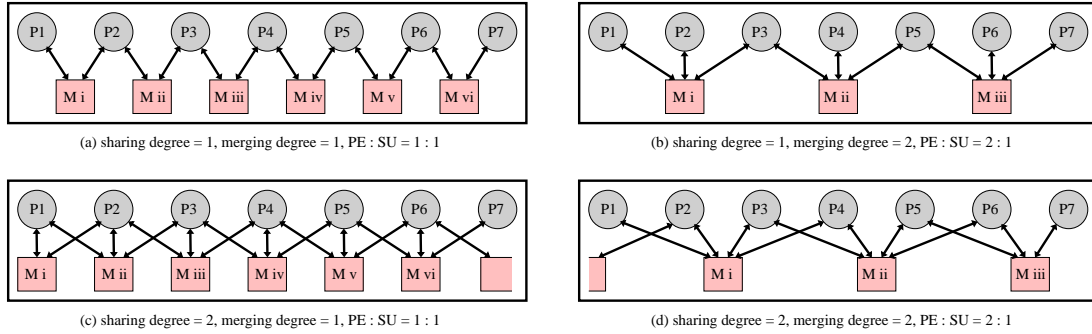 P1 P2 P3 P4 P5 P6 P7
M i M ii M iii M iv M v M vi
(a) sharing degree = 1, merging degree = 1, PE : SU = 1 : 1
P1 P2 P3 P4 P5 P6 P7
M i M ii M iii
(b) sharing degree = 1, merging degree = 2, PE : SU = 2 : 1
P1 P2 P3 P4 P5 P6 P7
M i M ii M iii M iv M v M vi
(c) sharing degree = 2, merging degree = 1, PE : SU = 1 : 1
P1 P2 P3 P4 P5 P6 P7
M i M ii M iii
(d) sharing degree = 2, merging degree = 2, PE : SU = 2 : 1